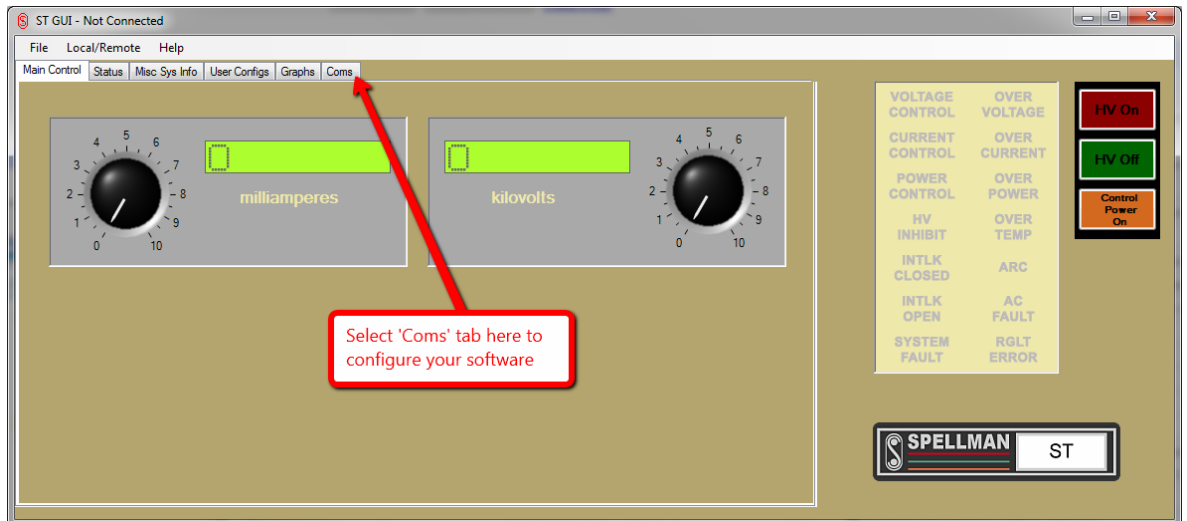 ST GUI - Not Connected
File Local/Remote Help
Main Control Status Misc Sys Info User Configs Graphs Coms
0 1 2 3 4 5 6 7 8 9 10
0
milliamperes
0
kilovolts
0 1 2 3 4 5 6 7 8 9 10
Select 'Coms' tab here to
configure your software
VOLTAGE
CONTROL
OVER
VOLTAGE
CURRENT
CONTROL
OVER
CURRENT
POWER
CONTROL
OVER
POWER
HV
INHIBIT
OVER
TEMP
INTLK
CLOSED
ARC
INTLK
OPEN
AC
FAULT
SYSTEM
FAULT
RGLT
ERROR
HV On
HV Off
Control
Power
On
SPELLMAN
ST